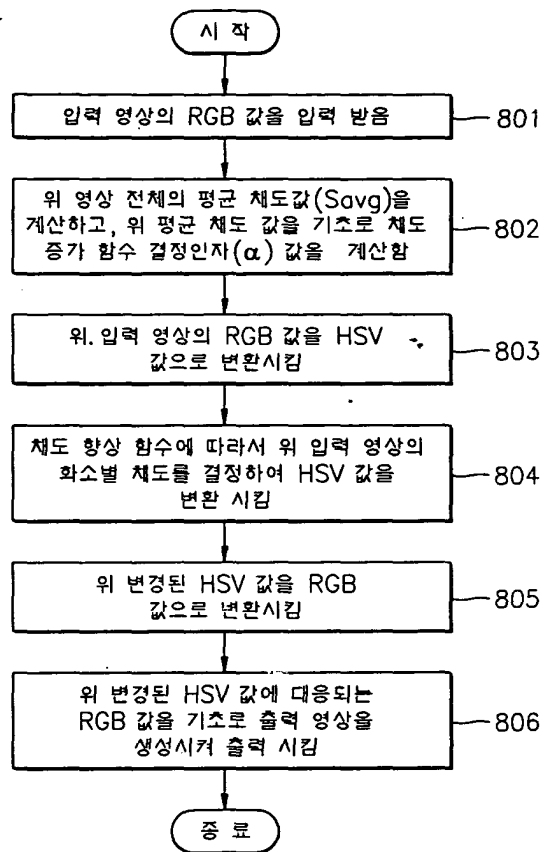 시 작
입력 영상의 RGB 값을 입력 받음
801
위 영상 전체의 평균 채도값(Savg)을
계산하고, 위 평균 채도 값을 기초로 채도
증가 함수 결정인자(α) 값을 계산함
802
위.입력 영상의 RGB 값을 HSV
값으로 변환시킴
803
채도 향상 함수에 따라서 위 입력 영상의
화소별 채도를 결정하여 HSV 값을
변환 시킴
804
위 변경된 HSV 값을 RGB
값으로 변환시킴
805
위 변경된 HSV 값에 대응되는
RGB 값을 기초로 출력 영상을
생성시켜 출력 시킴
806
종 료